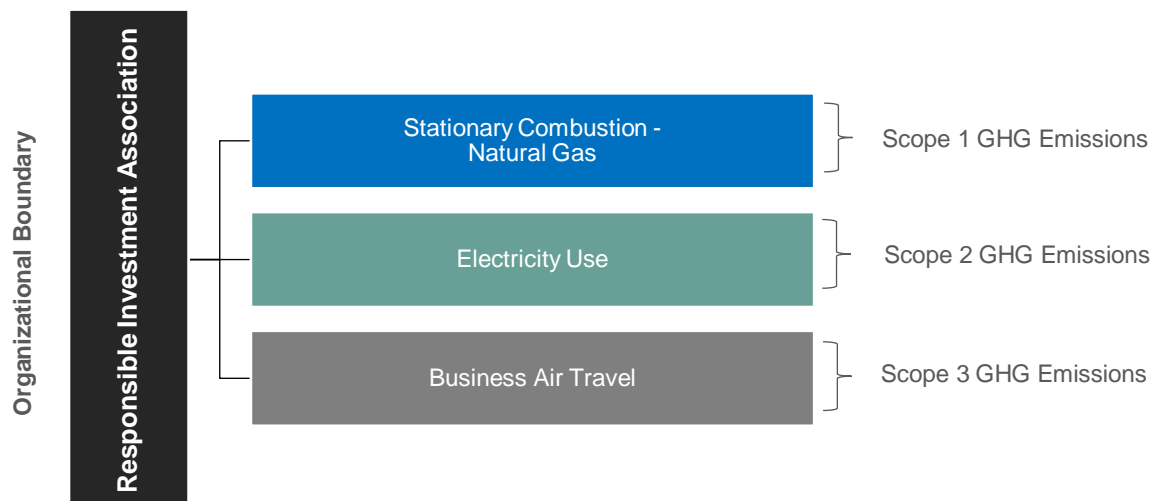 Organizational Boundary
Responsible Investment Association
Stationary Combustion -
Natural Gas
Scope 1 GHG Emissions
Electricity Use
Scope 2 GHG Emissions
Business Air Travel
Scope 3 GHG Emissions